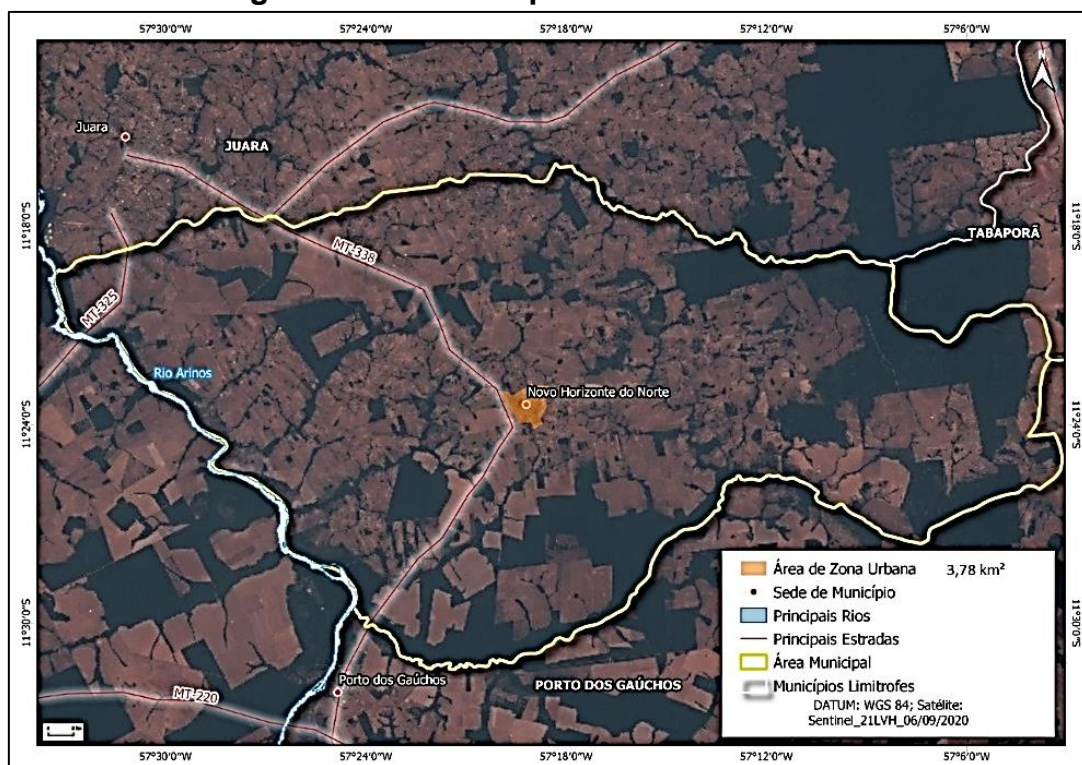 57°30'0"W 57°24'0"W 57°18'0"W 57°12'0"W 57°6'0"W
Juara
JUARA
11°18'0"S
11°18'0"S
TABAPORÃ
MT-338
MT-325
Rio Arinos
Novo Horizonte do Norte
11°24'0"S
11°24'0"S
Área de Zona Urbana 3,78 km²
Sede de Município
Principais Rios
Principais Estradas
Área Municipal
Municípios Limitrofes
DATUM: WGS 84; Satélite:
Sentinel_21LVH_06/09/2020
11°30'0"S
11°30'0"S
Porto dos Gaúchos
PORTO DOS GAÚCHOS
MT-220
57°30'0"W 57°24'0"W 57°18'0"W 57°12'0"W 57°6'0"W